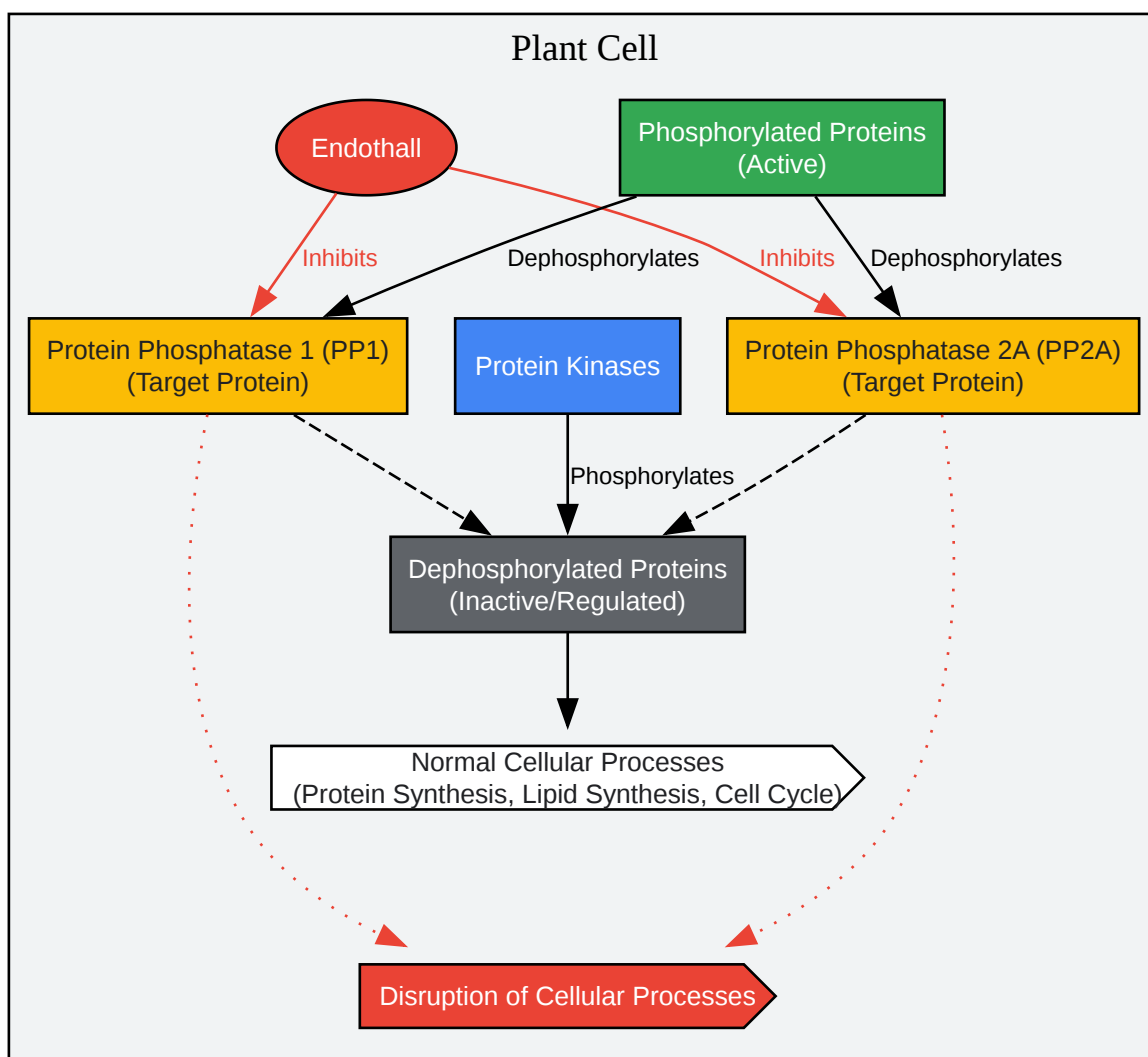 Plant Cell
Endothall
Phosphorylated Proteins
(Active)
Inhibits
Dephosphorylates
Inhibits
Dephosphorylates
Protein Phosphatase 1 (PP1)
(Target Protein)
Protein Kinases
Protein Phosphatase 2A (PP2A)
(Target Protein)
Phosphorylates
Dephosphorylated Proteins
(Inactive/Regulated)
Normal Cellular Processes
(Protein Synthesis, Lipid Synthesis, Cell Cycle)
Disruption of Cellular Processes